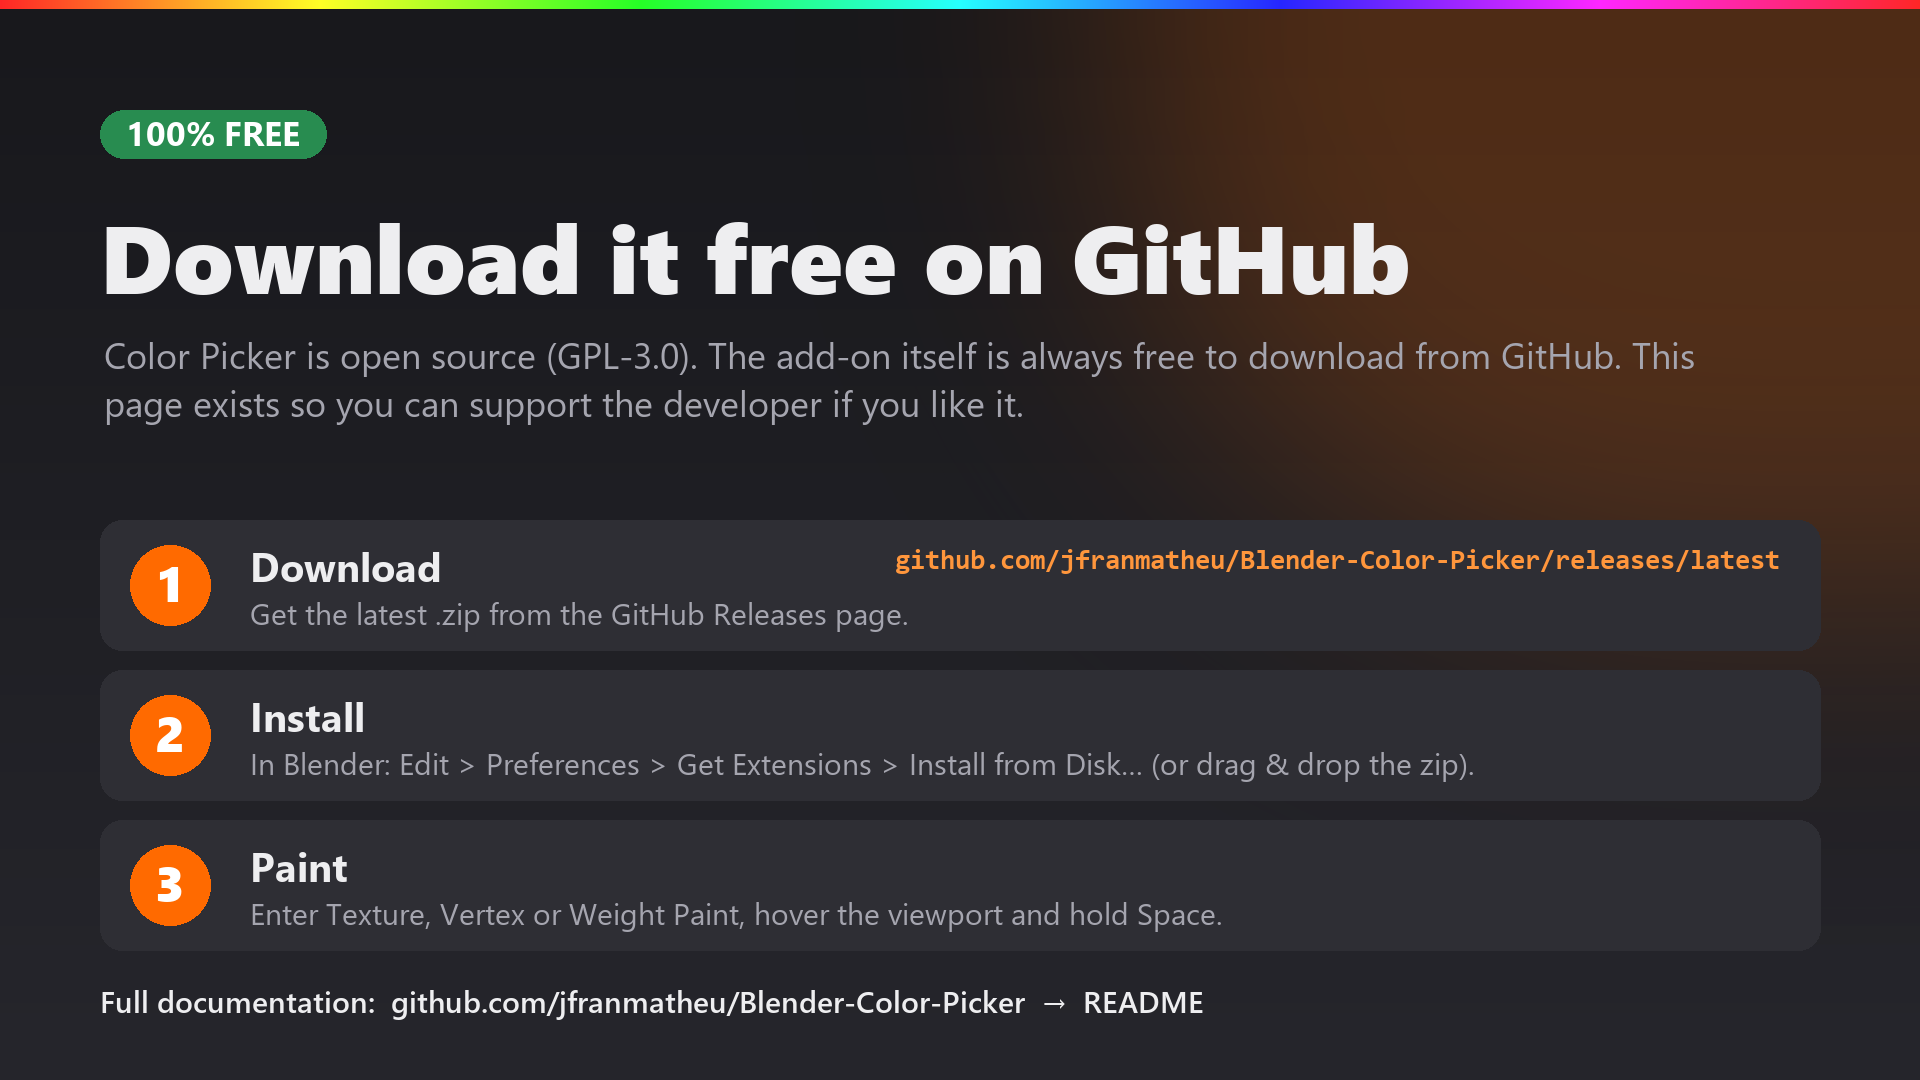 100% FREE
Download it free on GitHub
Color Picker is open source (GPL-3.0). The add-on itself is always free to download from GitHub. This
page exists so you can support the developer if you like it.
1
Download
github.com/jfranmatheu/Blender-Color-Picker/releases/latest
Get the latest .zip from the GitHub Releases page.
2
Install
In Blender: Edit > Preferences > Get Extensions > Install from Disk... (or drag & drop the zip).
3
Paint
Enter Texture, Vertex or Weight Paint, hover the viewport and hold Space.
Full documentation: github.com/jfranmatheu/Blender-Color-Picker → README